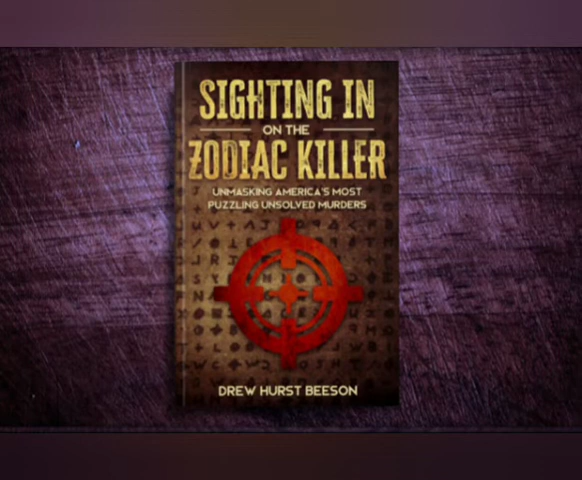 SIGHTING IN
ON THE
ZODIAC KILLER
UNMASKING AMERICA'S MOST
PUZZLING UNSOLVED MURDERS
DREW HURST BEESON